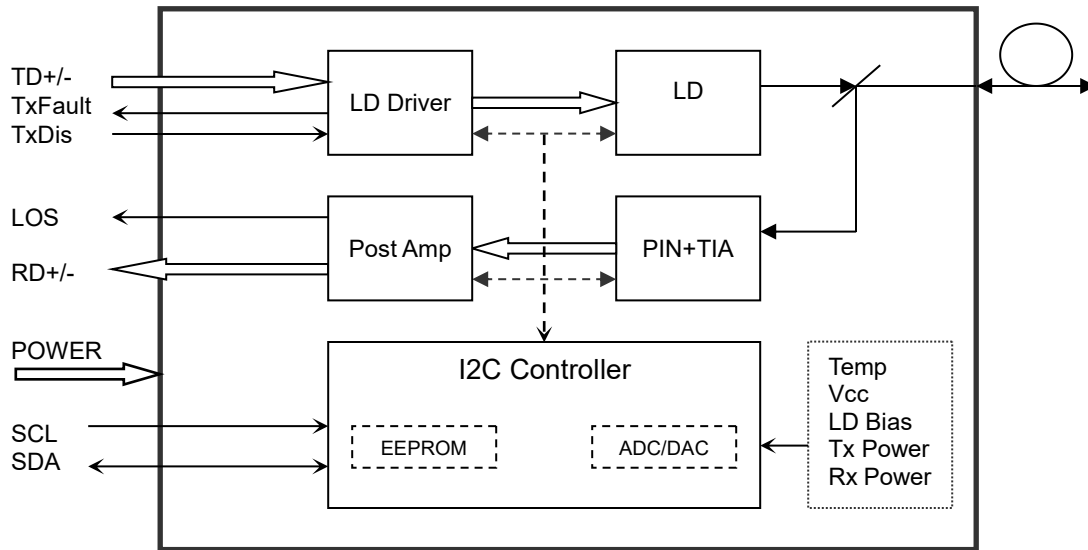 TD+/-
TxFault
TxDis
LD Driver
LD
LOS
RD+/-
Post Amp
PIN+TIA
POWER
SCL
SDA
I2C Controller
EEPROM
ADC/DAC
Temp
Vcc
LD Bias
Tx Power
Rx Power